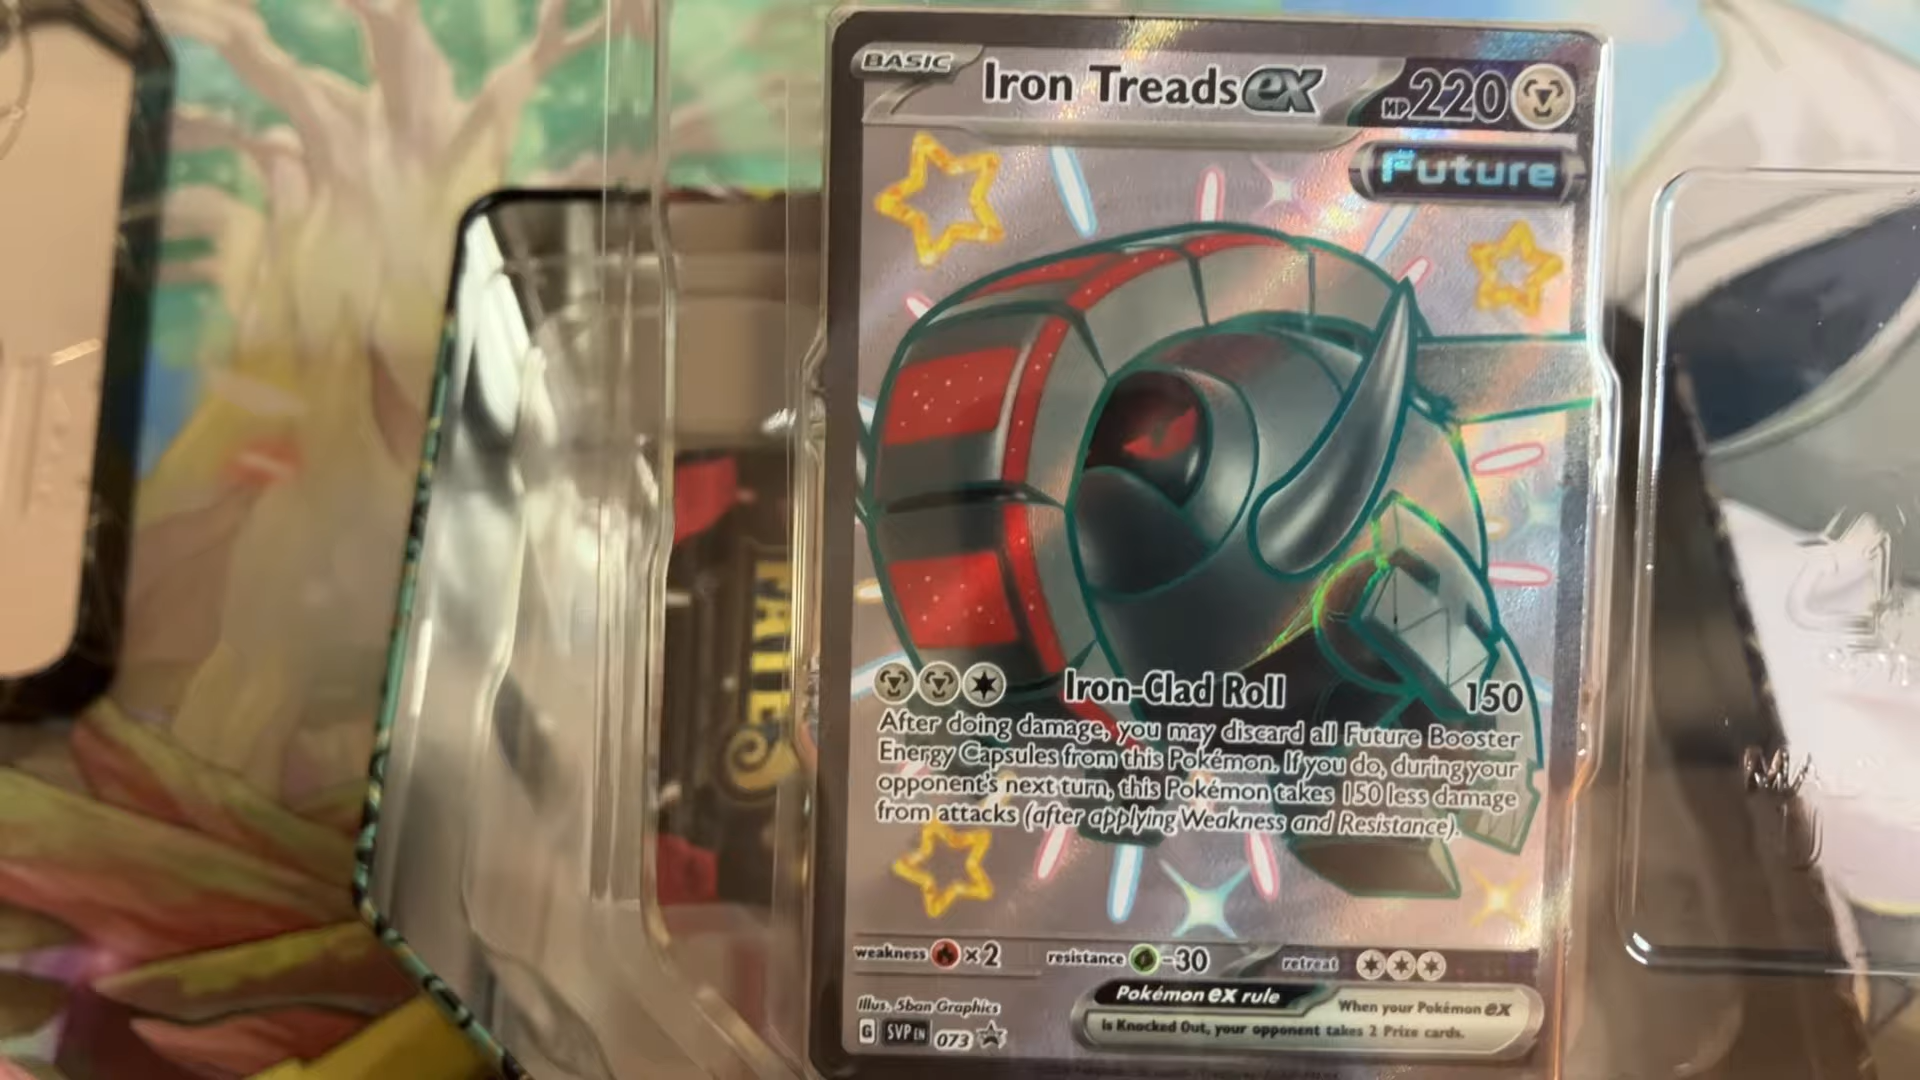 BASIC
Iron Treads ex
HP 220
Future
Iron-Clad Roll 150
After doing damage, you may discard all Future Booster
Energy Capsules from this Pokémon. If you do, during your
opponent's next turn, this Pokémon takes 150 less damage
from attacks (after applying Weakness and Resistance).
weakness ×2 resistance -30 retreat
Pokémon ex rule
When your Pokémon ex
is Knocked Out, your opponent takes 2 Prize cards.
Illus. 5ban Graphics
G SVP EN 073